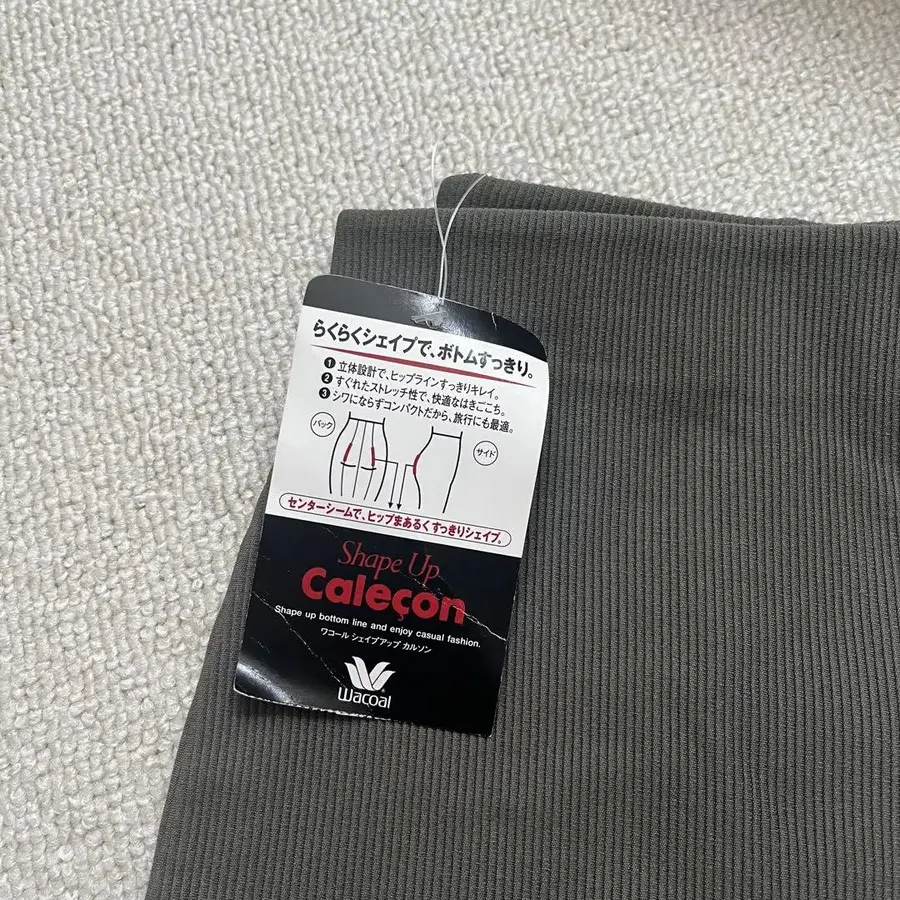 らくらくシェイプで、ボトムすっきり。
❶ 立体設計で、ヒップラインすっきりキレイ。
❷ すぐれたストレッチ性で、快適なはきごこち。
❸ シワにならずコンパクトだから、旅行にも最適。
バック
サイド
センターシームで、ヒップまあるくすっきりシェイプ。
Shape Up
Caleçon
Shape up bottom line and enjoy casual fashion.
ワコール シェイプアップ カルソン
Wacoal